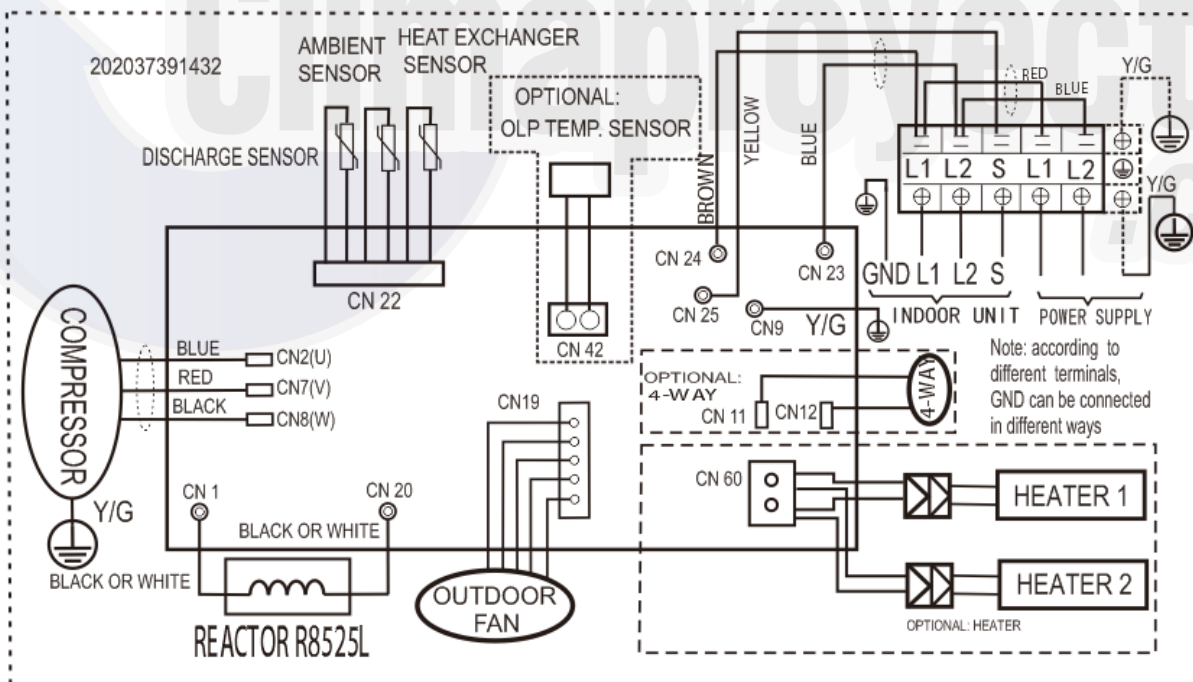 Climaproyect
202037391432
AMBIENT
SENSOR
HEAT EXCHANGER
SENSOR
DISCHARGE SENSOR
OPTIONAL:
OLP TEMP. SENSOR
CN 22
CN 42
BROWN
YELLOW
BLUE
RED
BLUE
Y/G
Y/G
L1 L2 S L1 L2
CN 24
CN 23
CN 25
CN9
Y/G
GND L1 L2 S
INDOOR UNIT
POWER SUPPLY
Note: according to
different terminals,
GND can be connected
in different ways
COMPRESSOR
BLUE
CN2(U)
RED
CN7(V)
BLACK
CN8(W)
Y/G
OPTIONAL:
4-WAY
CN 11
CN12
4-WAY
CN19
CN 1
CN 20
BLACK OR WHITE
BLACK OR WHITE
REACTOR R8525L
OUTDOOR
FAN
CN 60
HEATER 1
HEATER 2
OPTIONAL: HEATER